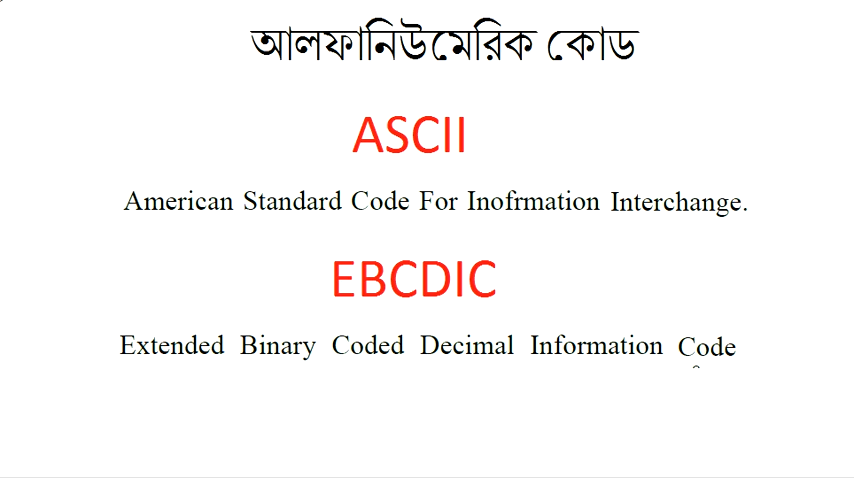 আলফানিউমেরিক কোড
ASCII
American Standard Code For Inofrmation Interchange.
EBCDIC
Extended Binary Coded Decimal Information Code